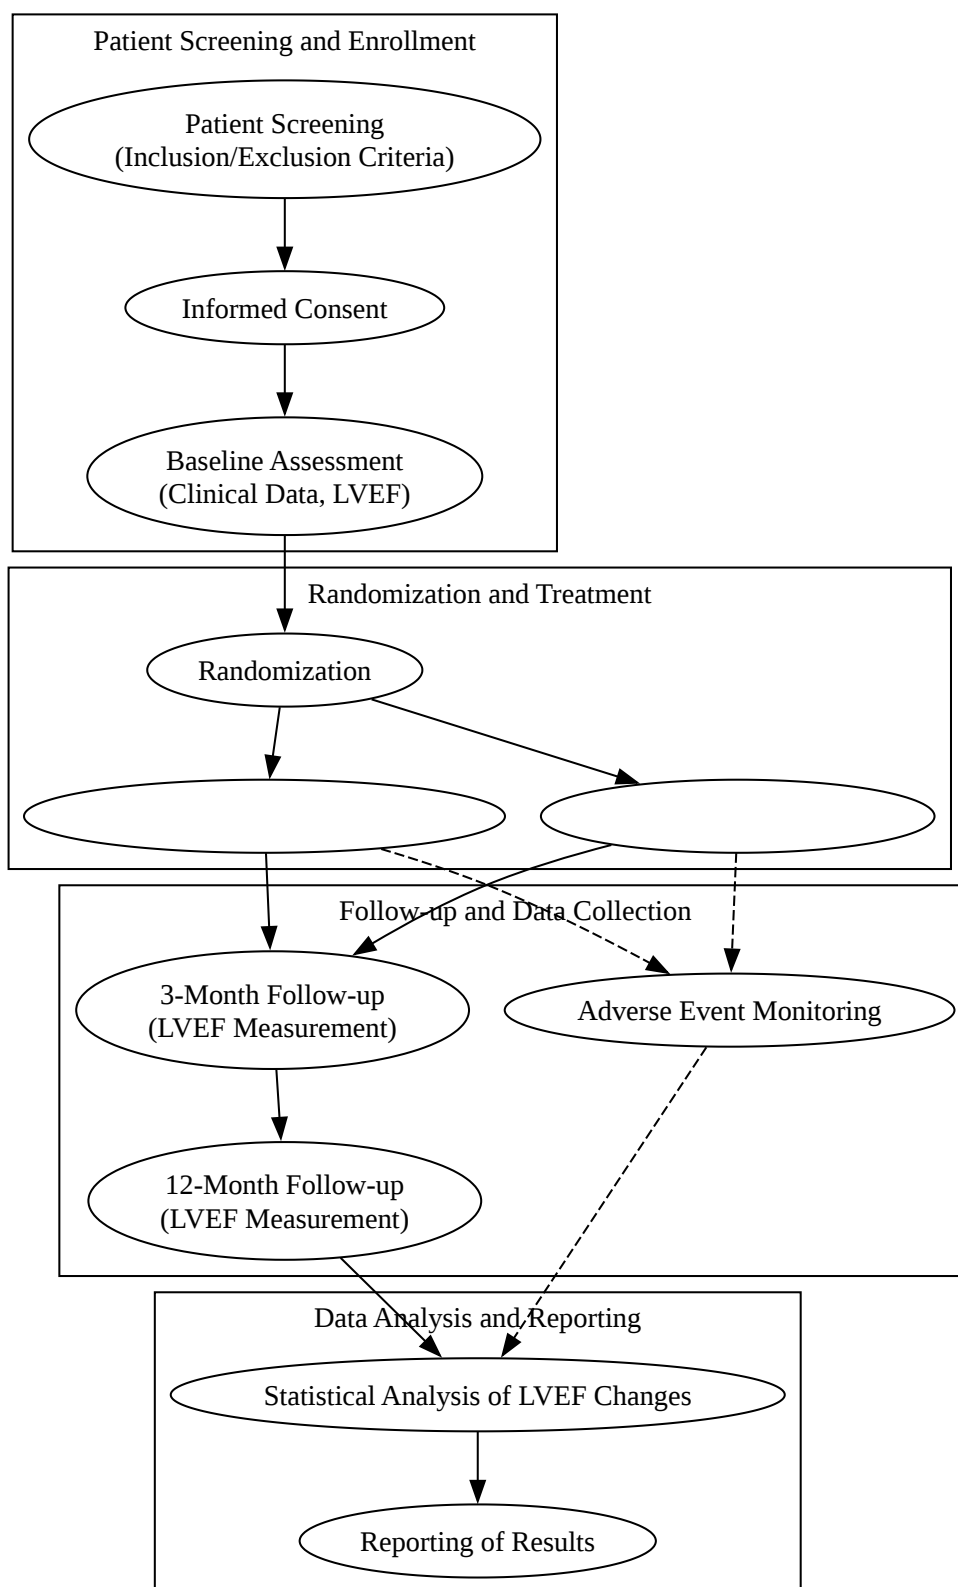 Patient Screening and Enrollment
Patient Screening
(Inclusion/Exclusion Criteria)
Informed Consent
Baseline Assessment
(Clinical Data, LVEF)
Randomization and Treatment
Randomization
Follow-up and Data Collection
3-Month Follow-up
(LVEF Measurement)
Adverse Event Monitoring
12-Month Follow-up
(LVEF Measurement)
Data Analysis and Reporting
Statistical Analysis of LVEF Changes
Reporting of Results